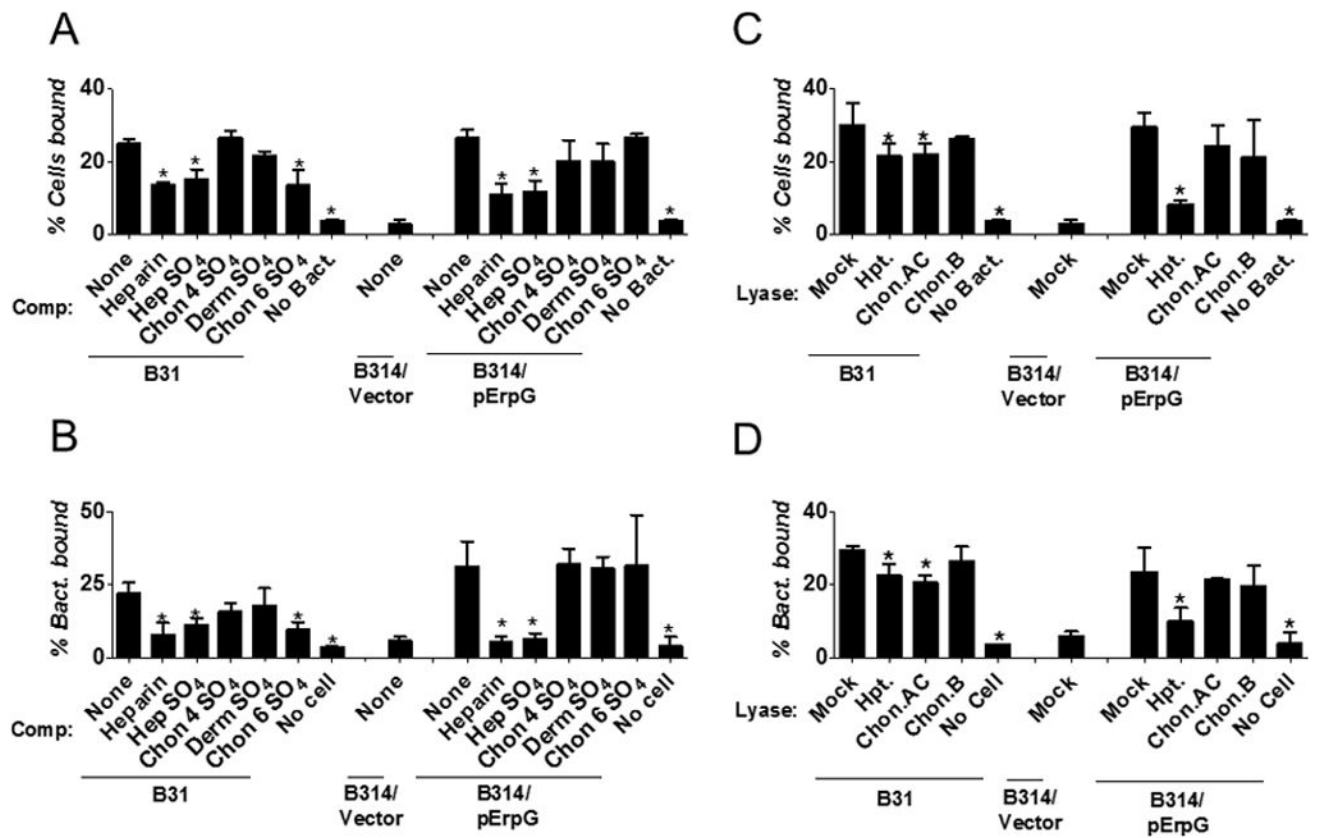 A
% Cells bound
40
20
0
Comp:
None
Heparin
Hep SO4
Chon 4 SO4
Derm SO4
Chon 6 SO4
No Bact.
None
None
Heparin
Hep SO4
Chon 4 SO4
Derm SO4
Chon 6 SO4
No Bact.
* * * *
* * *
B31
B314/
Vector
B314/
pErpG
B
% Bact. bound
50
25
0
Comp:
None
Heparin
Hep SO4
Chon 4 SO4
Derm SO4
Chon 6 SO4
No cell
None
None
Heparin
Hep SO4
Chon 4 SO4
Derm SO4
Chon 6 SO4
No cell
* * * *
* * *
B31
B314/
Vector
B314/
pErpG
C
% Cells bound
40
20
0
Lyase:
Mock
Hpt.
Chon.AC
Chon.B
No Bact.
Mock
Mock
Hpt.
Chon.AC
Chon.B
No Bact.
* * *
* *
B31
B314/
Vector
B314/
pErpG
D
% Bact. bound
40
20
0
Lyase:
Mock
Hpt.
Chon.AC
Chon.B
No Cell
Mock
Mock
Hpt.
Chon.AC
Chon.B
No Cell
* * *
* *
B31
B314/
Vector
B314/
pErpG